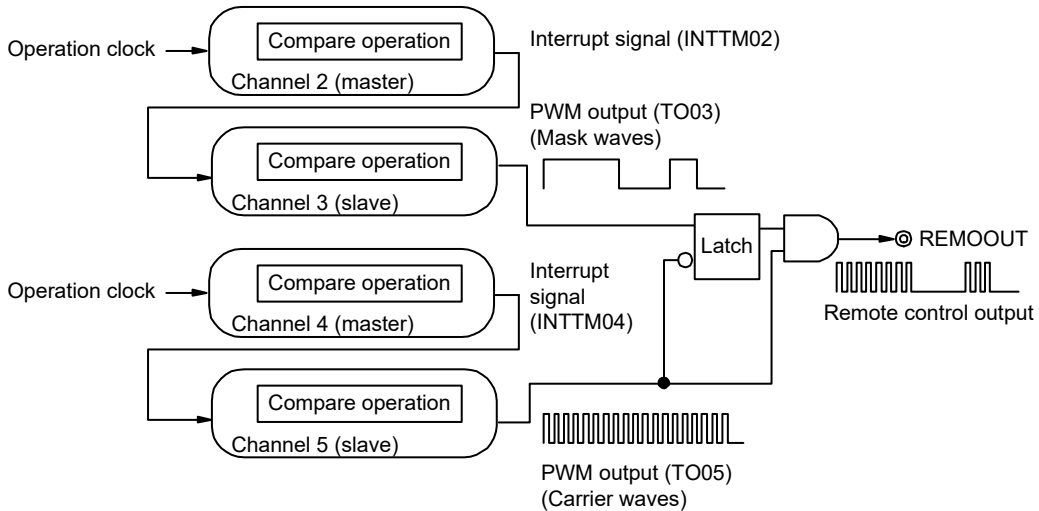 Operation clock
Compare operation
Channel 2 (master)
Interrupt signal (INTTM02)
PWM output (TO03)
(Mask waves)
Compare operation
Channel 3 (slave)
Latch
REMOOUT
Remote control output
Operation clock
Compare operation
Channel 4 (master)
Interrupt
signal
(INTTM04)
Compare operation
Channel 5 (slave)
PWM output (TO05)
(Carrier waves)